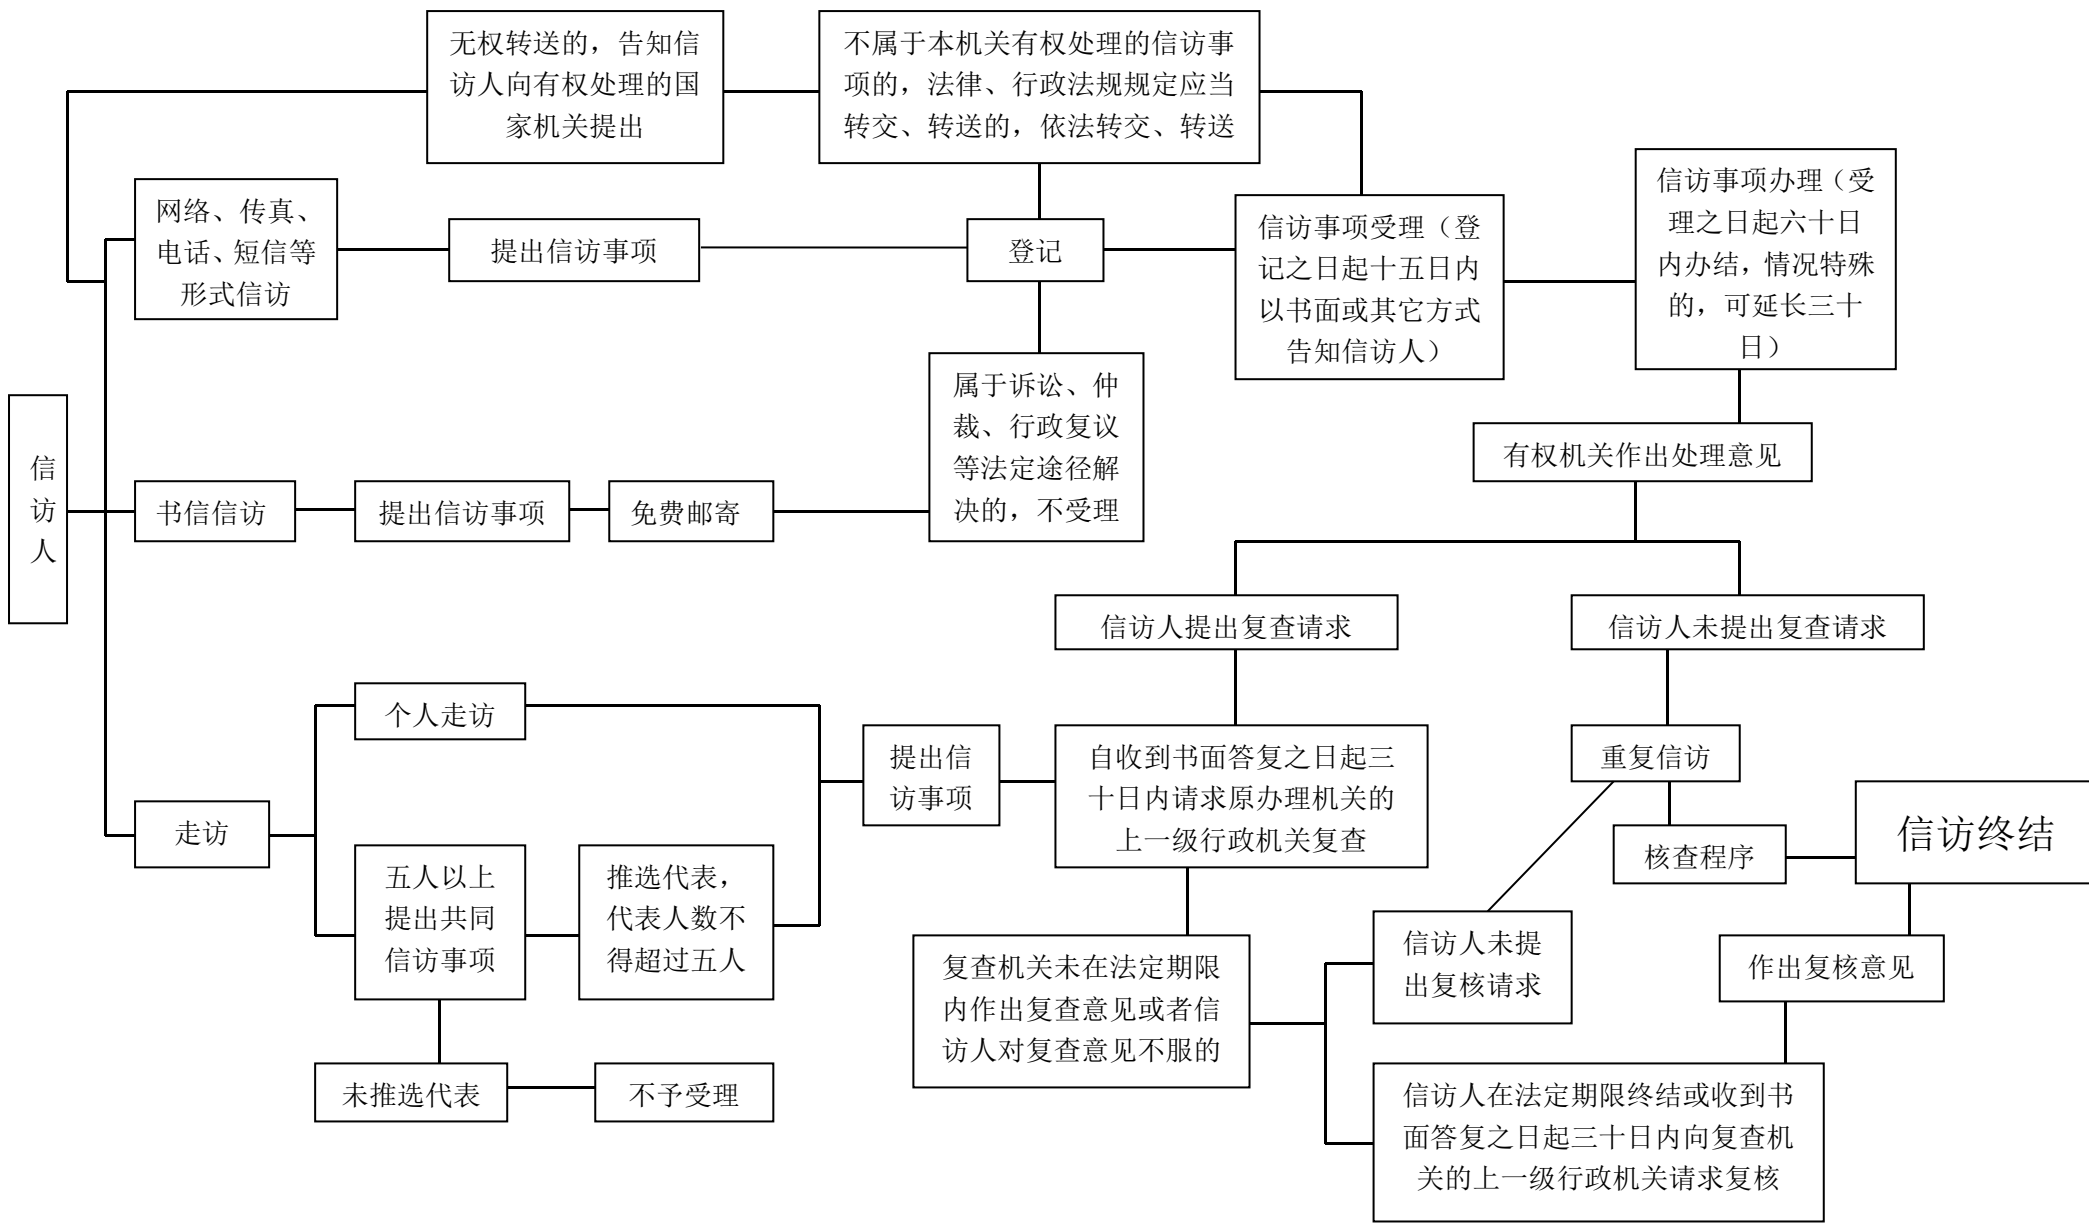 无权转送的，告知信
访人向有权处理的国
家机关提出
不属于本机关有权处理的信访事
项的，法律、行政法规规定应当
转交、转送的，依法转交、转送
网络、传真、
电话、短信等
形式信访
提出信访事项
登记
信访事项受理（登
记之日起十五日内
以书面或其它方式
告知信访人）
信访事项办理（受
理之日起六十日
内办结，情况特殊
的，可延长三十
日）
属于诉讼、仲
裁、行政复议
等法定途径解
决的，不受理
有权机关作出处理意见
信
访
人
书信信访
提出信访事项
免费邮寄
信访人提出复查请求
信访人未提出复查请求
个人走访
提出信
访事项
自收到书面答复之日起三
十日内请求原办理机关的
上一级行政机关复查
重复信访
走访
核查程序
信访终结
五人以上
提出共同
信访事项
推选代表，
代表人数不
得超过五人
复查机关未在法定期限
内作出复查意见或者信
访人对复查意见不服的
信访人未提
出复核请求
作出复核意见
未推选代表
不予受理
信访人在法定期限终结或收到书
面答复之日起三十日内向复查机
关的上一级行政机关请求复核